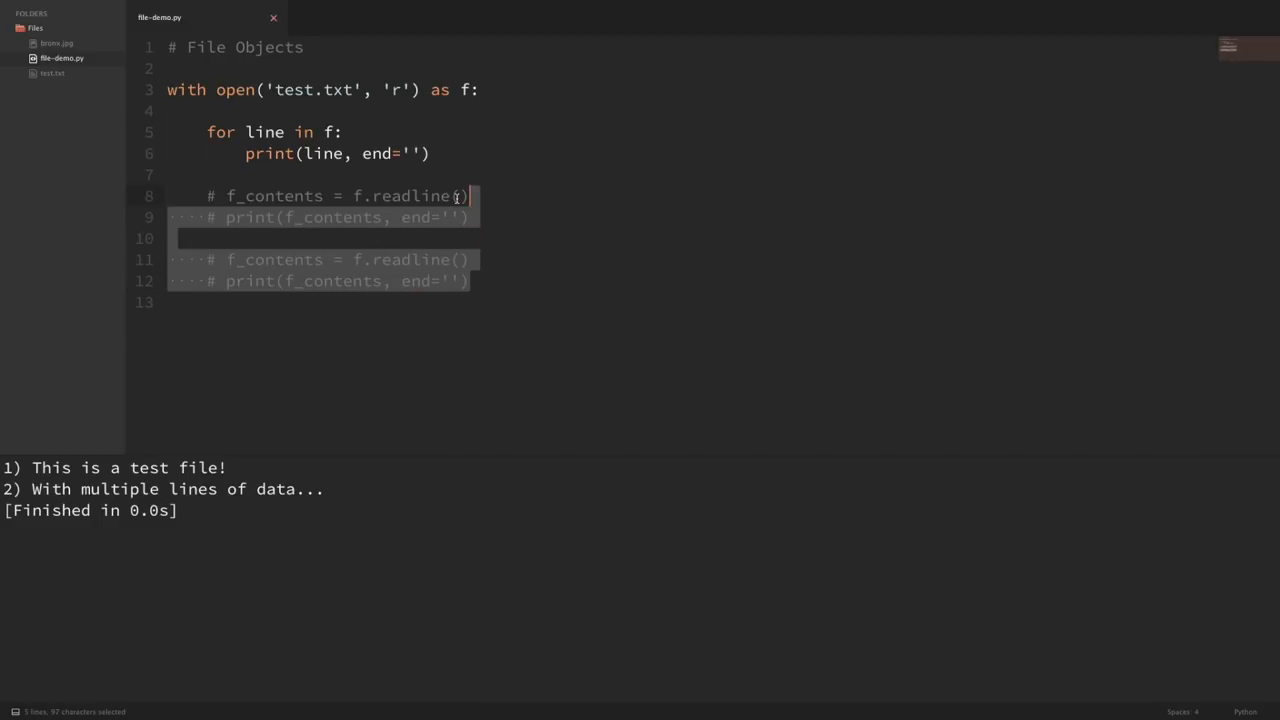 FOLDERS
Files
bronx.jpg
file-demo.py
test.txt
file-demo.py ×
1 # File Objects
2
3 with open('test.txt', 'r') as f:
4
5     for line in f:
6         print(line, end='')
7
8     # f_contents = f.readline()
9 ····# print(f_contents, end='')
10
11 ····# f_contents = f.readline()
12 ····# print(f_contents, end='')
13
1) This is a test file!
2) With multiple lines of data...
[Finished in 0.0s]
5 lines, 97 characters selected
Spaces: 4
Python